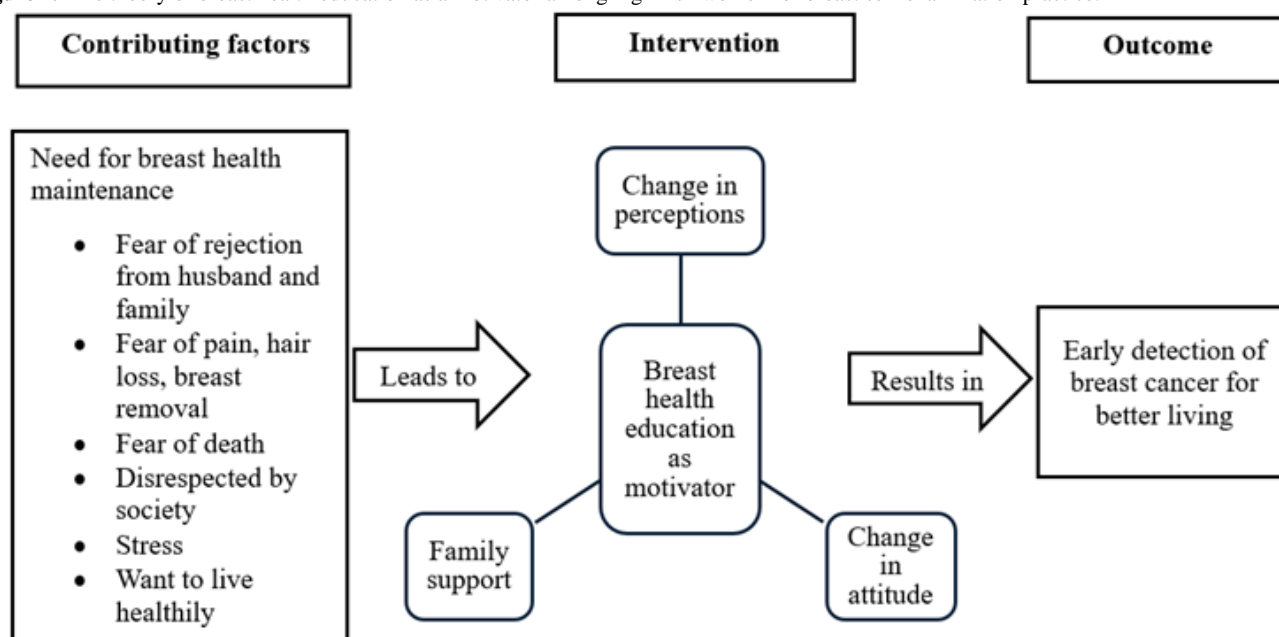 Contributing factors
Intervention
Outcome
Need for breast health
maintenance
• Fear of rejection
from husband and
family
• Fear of pain, hair
loss, breast
removal
• Fear of death
• Disrespected by
society
• Stress
• Want to live
healthily
Leads to
Change in
perceptions
Breast
health
education
as
motivator
Family
support
Change
in
attitude
Results in
Early detection of
breast cancer for
better living